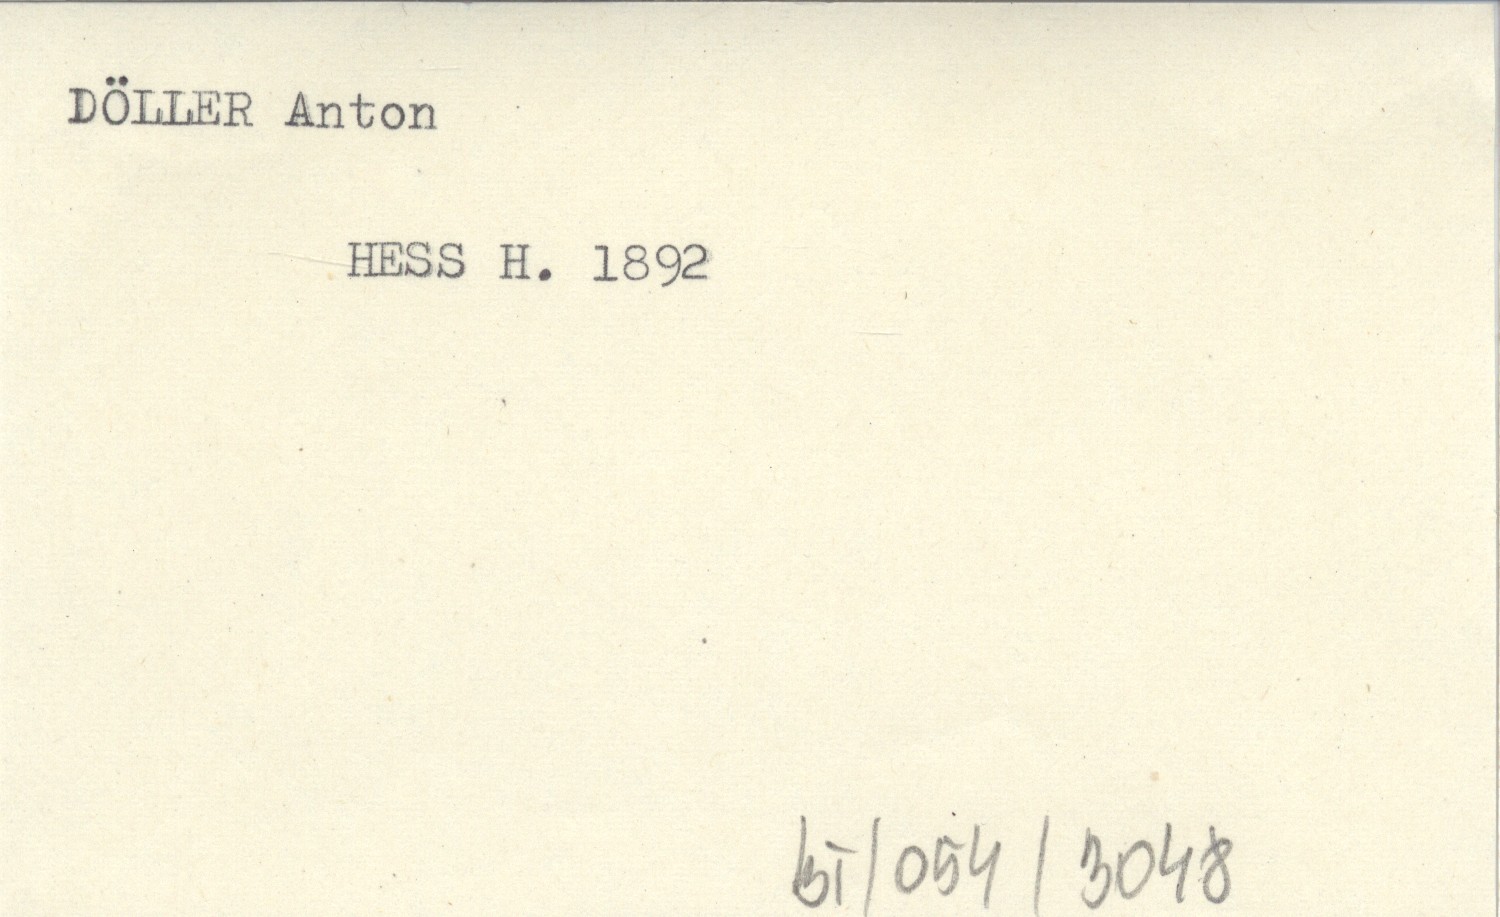 DÖLLER Anton
HESS H. 1892
bI/054/3048